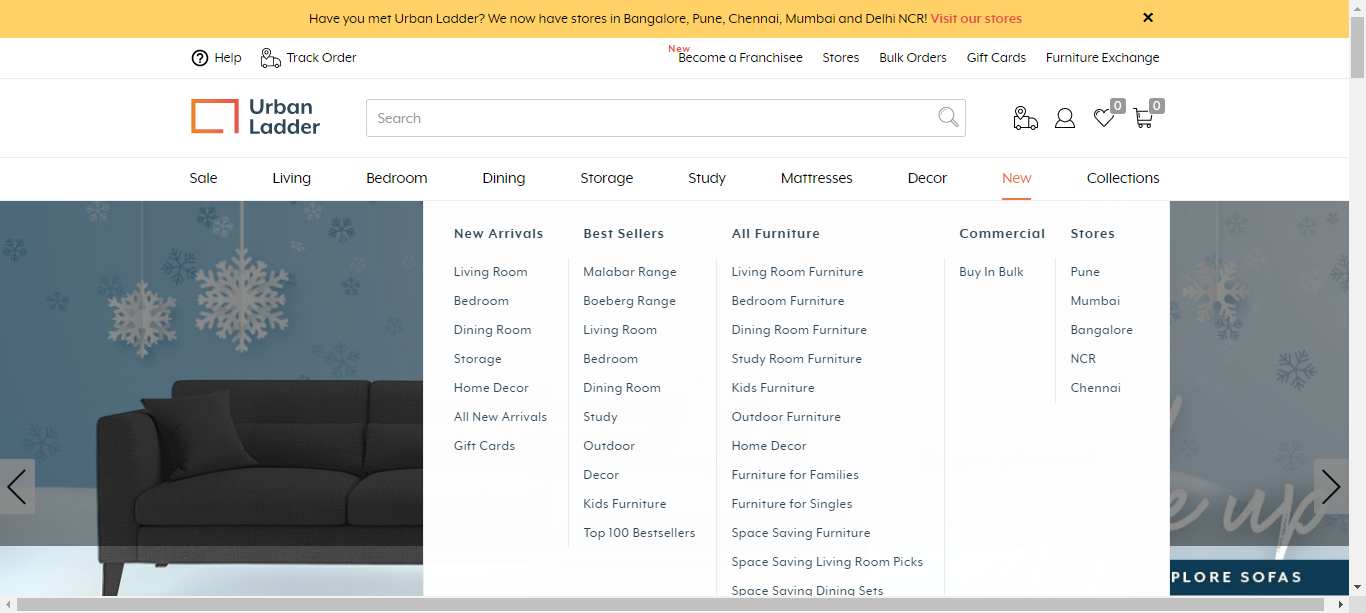 Have you met Urban Ladder? We now have stores in Bangalore, Pune, Chennai, Mumbai and Delhi NCR! Visit our stores
Help
Track Order
New
Become a Franchisee
Stores
Bulk Orders
Gift Cards
Furniture Exchange
Urban
Ladder
Search
0
0
Sale
Living
Bedroom
Dining
Storage
Study
Mattresses
Decor
New
Collections
New Arrivals
Living Room
Bedroom
Dining Room
Storage
Home Decor
All New Arrivals
Gift Cards
Best Sellers
Malabar Range
Boeberg Range
Living Room
Bedroom
Dining Room
Study
Outdoor
Decor
Kids Furniture
Top 100 Bestsellers
All Furniture
Living Room Furniture
Bedroom Furniture
Dining Room Furniture
Study Room Furniture
Kids Furniture
Outdoor Furniture
Home Decor
Furniture for Families
Furniture for Singles
Space Saving Furniture
Space Saving Living Room Picks
Space Saving Dining Sets
Commercial
Buy In Bulk
Stores
Pune
Mumbai
Bangalore
NCR
Chennai
up
PLORE SOFAS